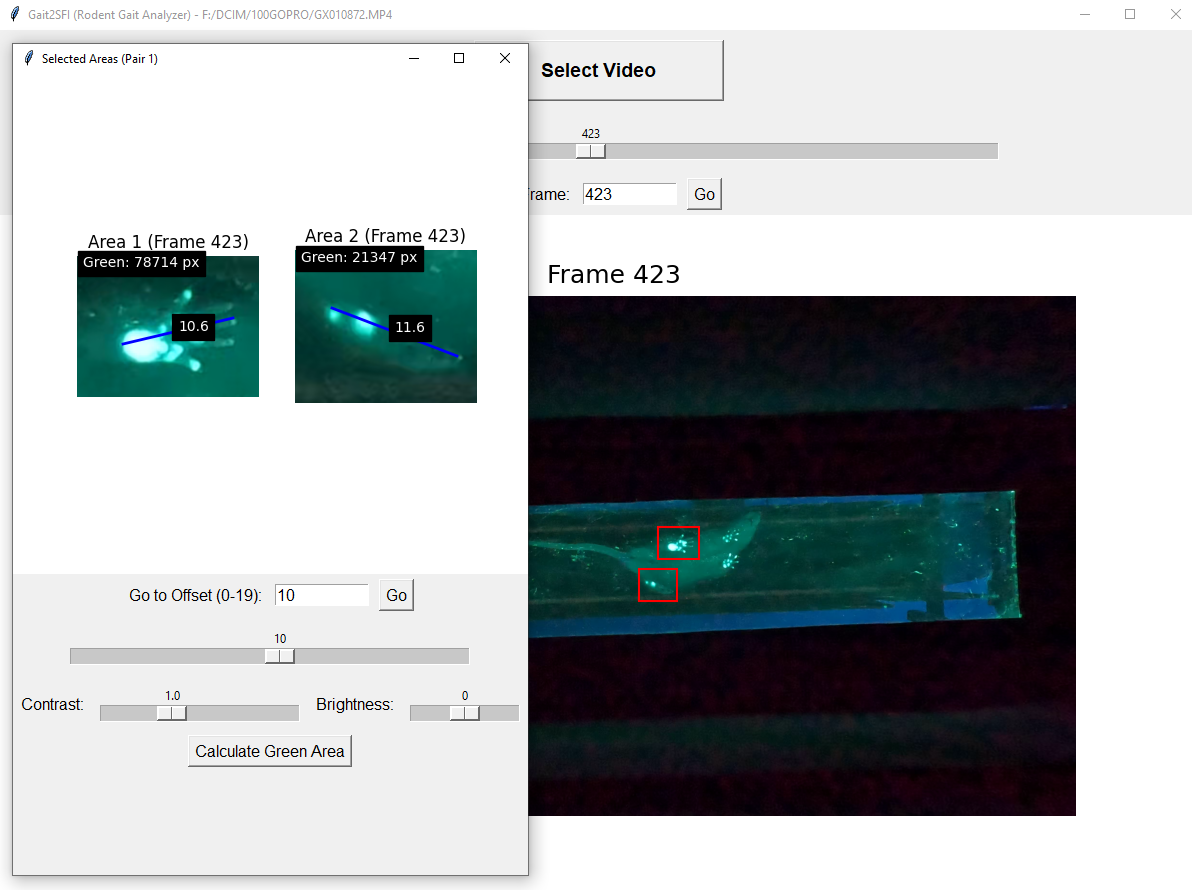 Gait2SFI (Rodent Gait Analyzer) - F:/DCIM/100GOPRO/GX010872.MP4
Selected Areas (Pair 1)
Select Video
423
Frame: 423 Go
Frame 423
Area 1 (Frame 423)
Green: 78714 px
10.6
Area 2 (Frame 423)
Green: 21347 px
11.6
Go to Offset (0-19): 10 Go
10
Contrast: 1.0
Brightness: 0
Calculate Green Area